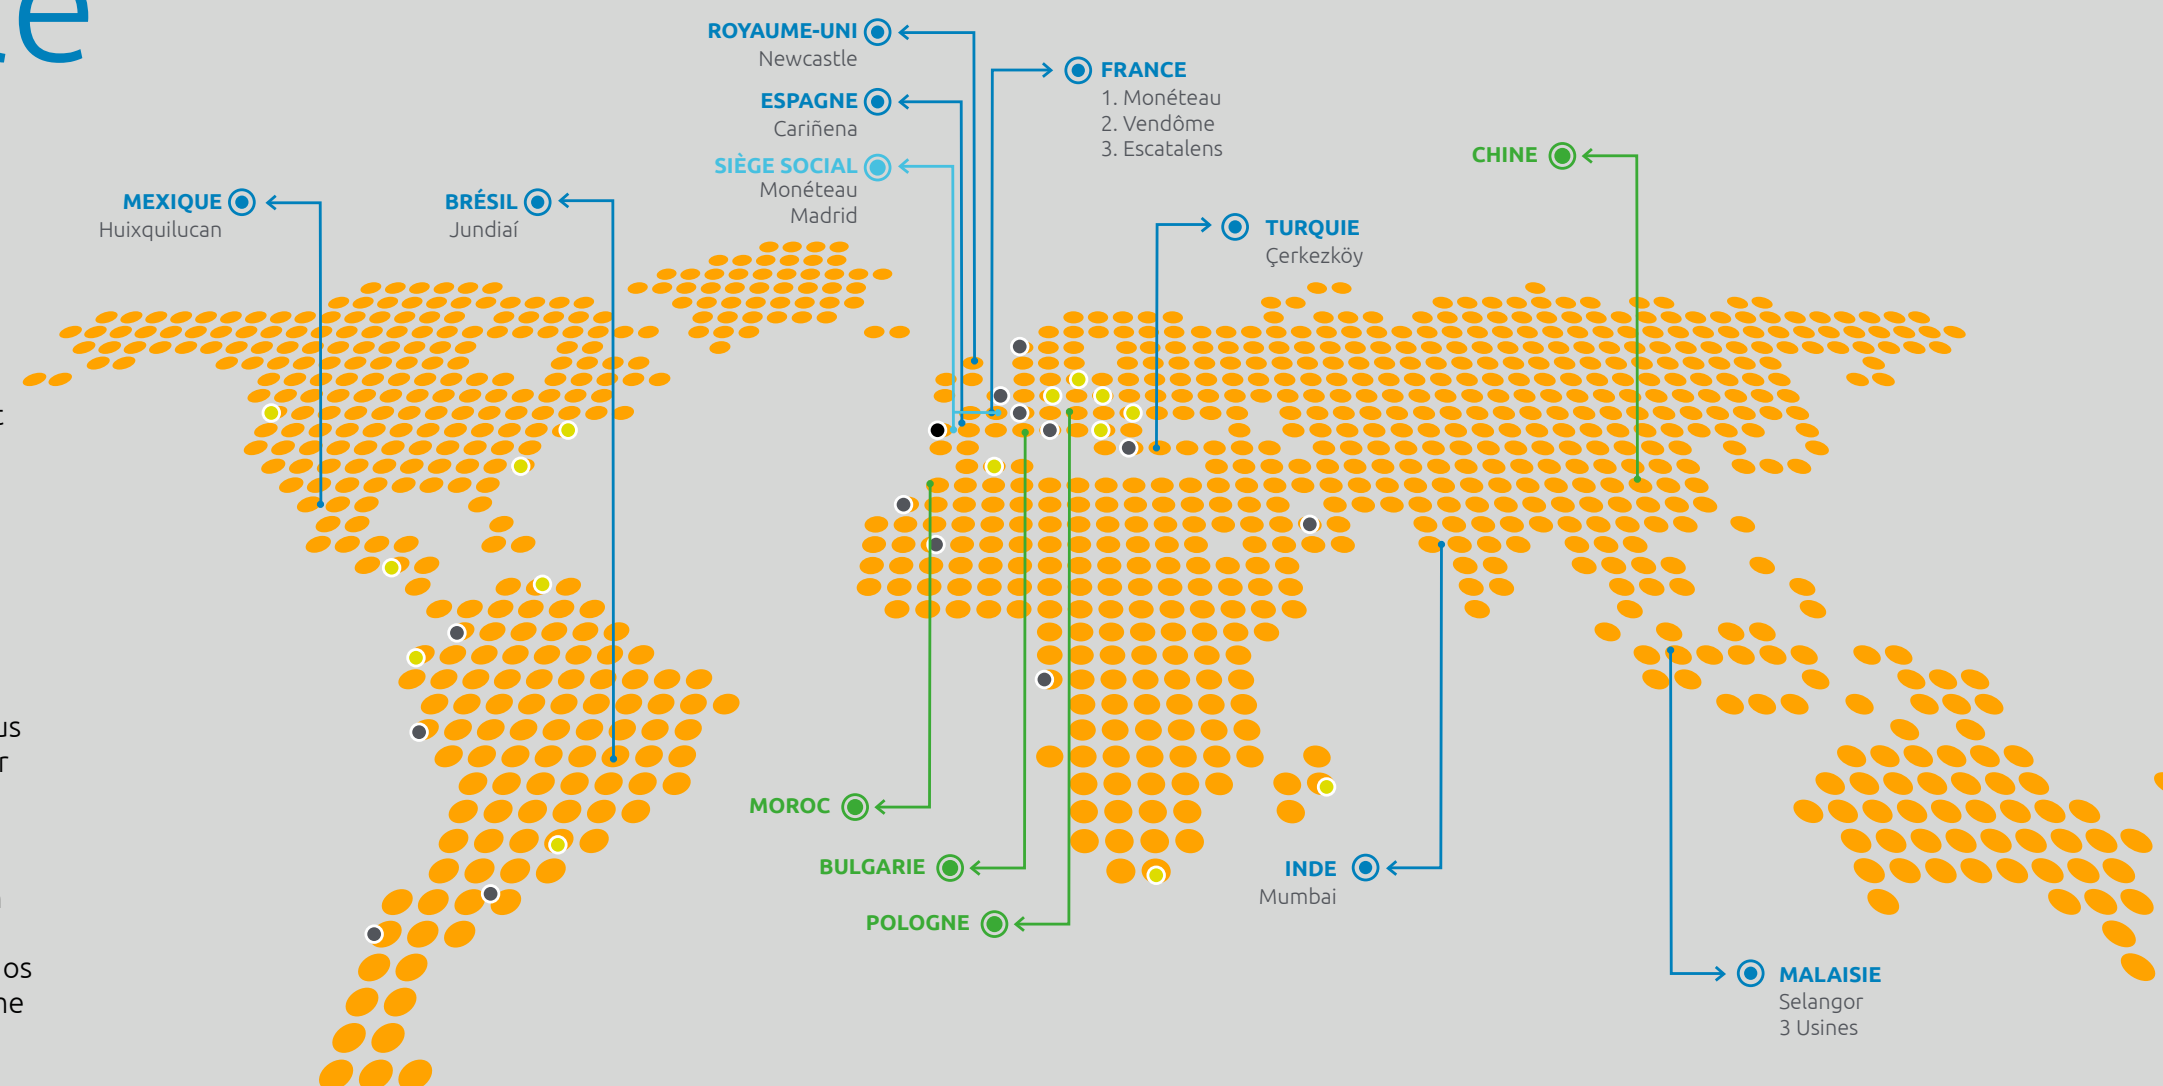 ROYAUME-UNI
Newcastle
ESPAGNE
Cariñena
SIÈGE SOCIAL
Monéteau
Madrid
FRANCE
1. Monéteau
2. Vendôme
3. Escatalens
CHINE
MEXIQUE
Huixquilucan
BRÉSIL
Jundiaí
TURQUIE
Çerkezköy
MOROC
BULGARIE
POLOGNE
INDE
Mumbai
MALAISIE
Selangor
3 Usines